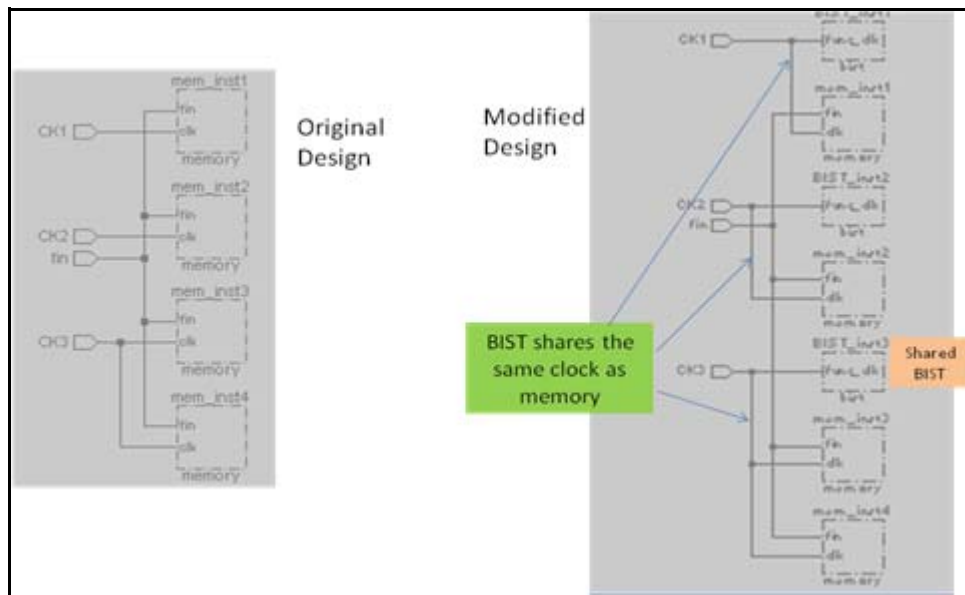 mem_inst1
fin
CK1
clk
memory
mem_inst2
fin
CK2
clk
fin
memory
mem_inst3
fin
CK3
clk
memory
mem_inst4
fin
clk
memory
Original
Design
Modified
Design
BIST_inst1
CK1
func_clk
bist
mem_inst1
fin
clk
memory
BIST_inst2
CK2
func_clk
fin
bist
mem_inst2
fin
clk
memory
BIST shares the
same clock as
memory
BIST_inst3
CK3
func_clk
bist
Shared
BIST
mem_inst3
fin
clk
memory
mem_inst4
fin
clk
memory